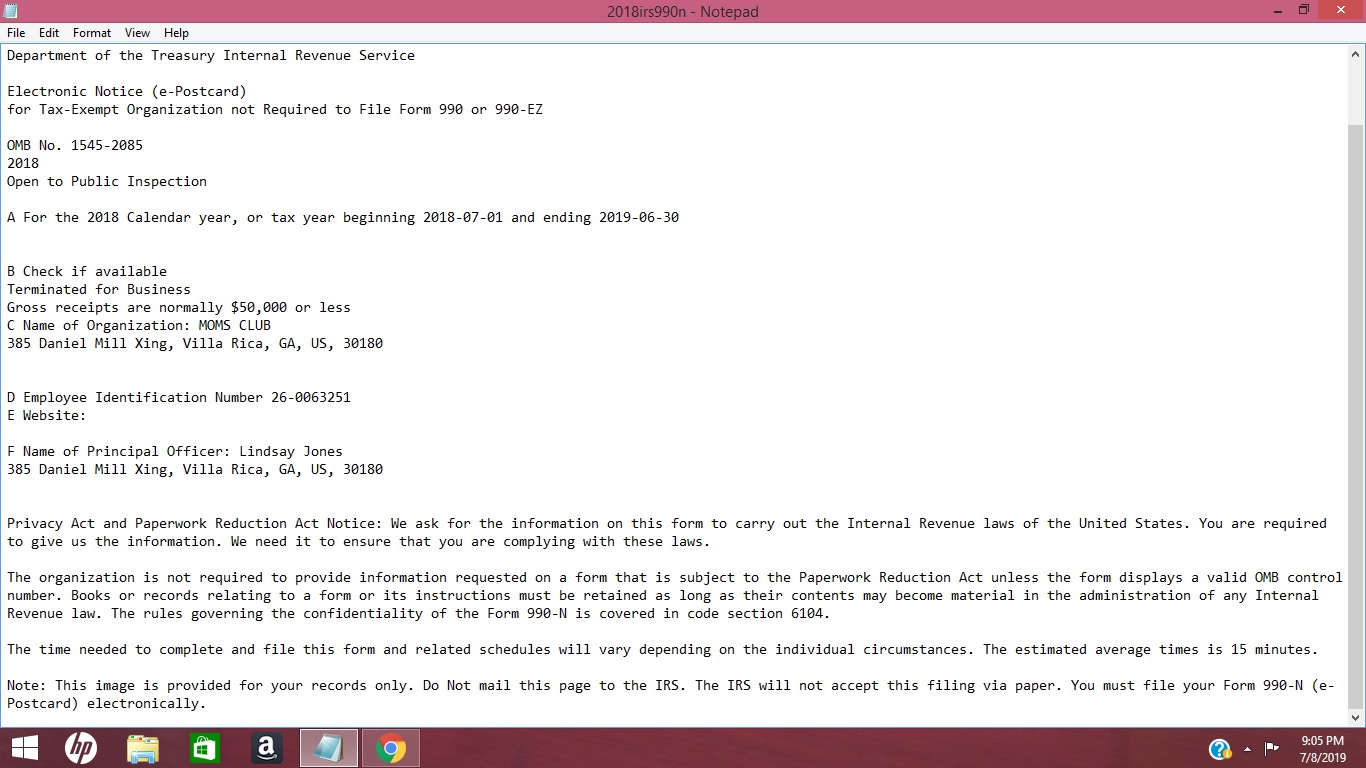 2018irs990n - Notepad
File Edit Format View Help
Department of the Treasury Internal Revenue Service
Electronic Notice (e-Postcard)
for Tax-Exempt Organization not Required to File Form 990 or 990-EZ
OMB No. 1545-2085
2018
Open to Public Inspection
A For the 2018 Calendar year, or tax year beginning 2018-07-01 and ending 2019-06-30
B Check if available
Terminated for Business
Gross receipts are normally $50,000 or less
C Name of Organization: MOMS CLUB
385 Daniel Mill Xing, Villa Rica, GA, US, 30180
D Employee Identification Number 26-0063251
E Website:
F Name of Principal Officer: Lindsay Jones
385 Daniel Mill Xing, Villa Rica, GA, US, 30180
Privacy Act and Paperwork Reduction Act Notice: We ask for the information on this form to carry out the Internal Revenue laws of the United States. You are required
to give us the information. We need it to ensure that you are complying with these laws.
The organization is not required to provide information requested on a form that is subject to the Paperwork Reduction Act unless the form displays a valid OMB control
number. Books or records relating to a form or its instructions must be retained as long as their contents may become material in the administration of any Internal
Revenue law. The rules governing the confidentiality of the Form 990-N is covered in code section 6104.
The time needed to complete and file this form and related schedules will vary depending on the individual circumstances. The estimated average times is 15 minutes.
Note: This image is provided for your records only. Do Not mail this page to the IRS. The IRS will not accept this filing via paper. You must file your Form 990-N (e-
Postcard) electronically.
hp
a
9:05 PM
7/8/2019